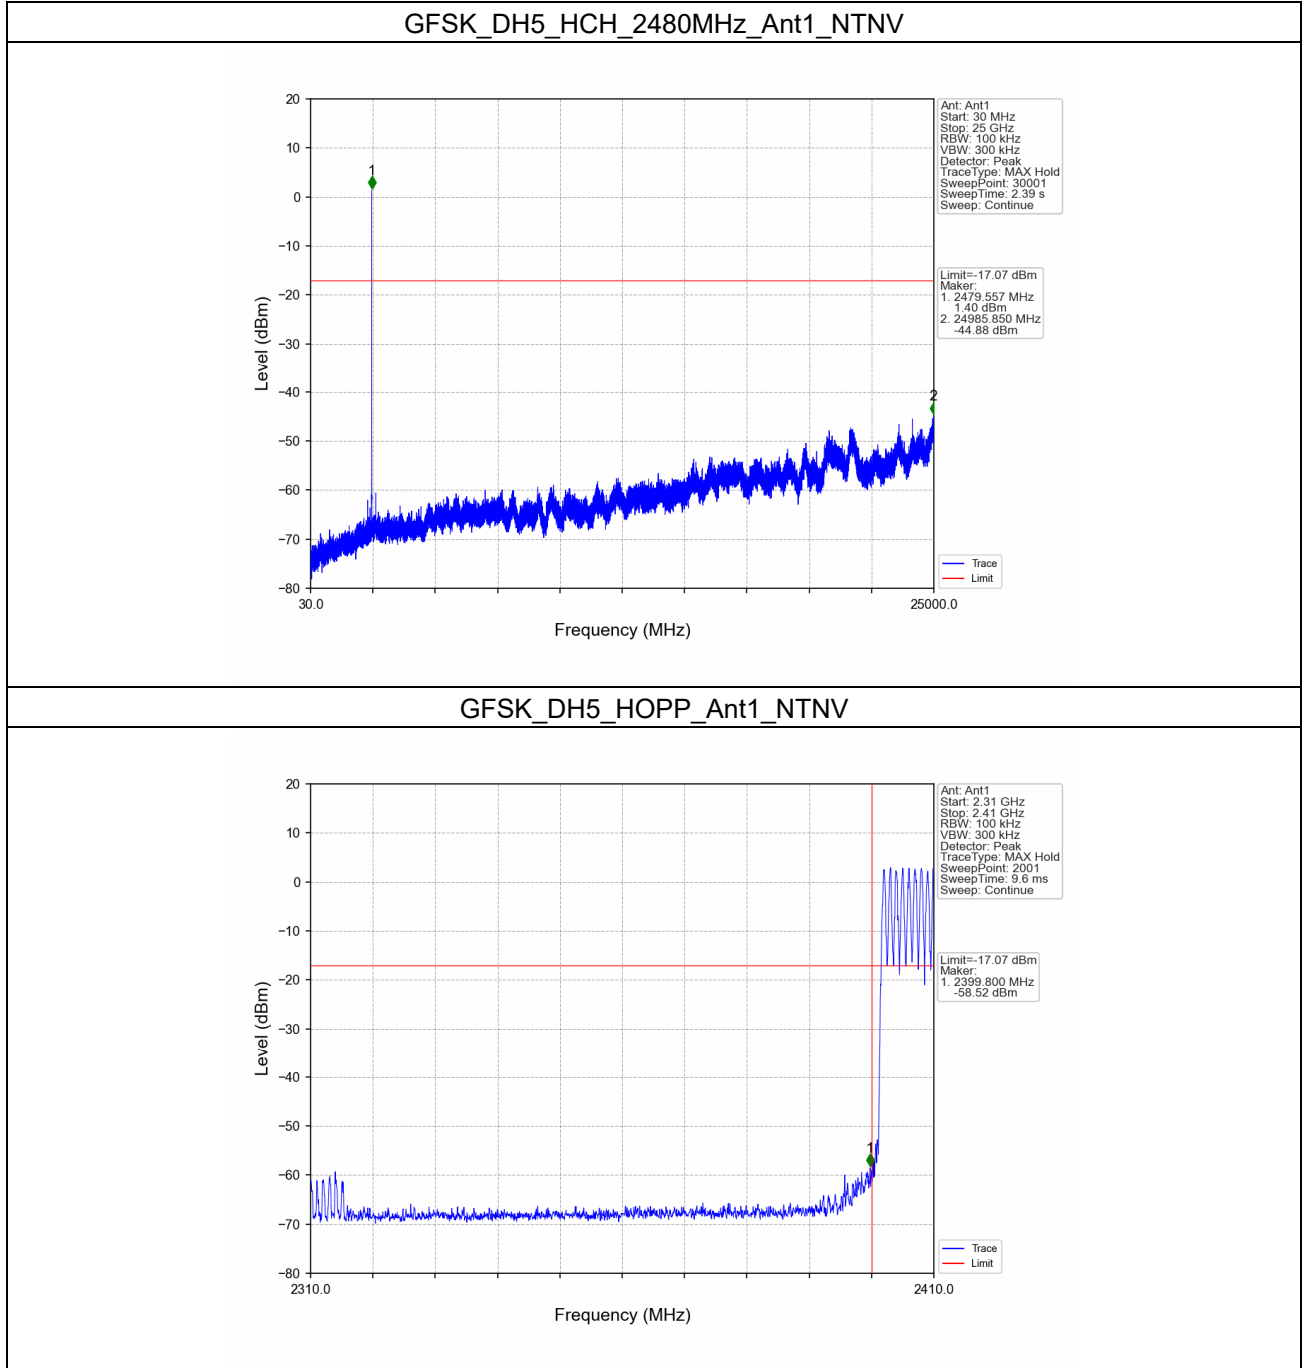 GFSK_DH5_HCH_2480MHz_Ant1_NTNV
20
10
0
−10
−20
−30
−40
−50
−60
−70
−80
Level (dBm)
1
2
30.0
25000.0
Frequency (MHz)
Ant: Ant1
Start: 30 MHz
Stop: 25 GHz
RBW: 100 kHz
VBW: 300 kHz
Detector: Peak
TraceType: MAX Hold
SweepPoint: 30001
SweepTime: 2.39 s
Sweep: Continue
Limit=-17.07 dBm
Maker:
1. 2479.557 MHz
1.40 dBm
2. 24985.850 MHz
-44.88 dBm
Trace
Limit
GFSK_DH5_HOPP_Ant1_NTNV
20
10
0
−10
−20
−30
−40
−50
−60
−70
−80
Level (dBm)
1
2310.0
2410.0
Frequency (MHz)
Ant: Ant1
Start: 2.31 GHz
Stop: 2.41 GHz
RBW: 100 kHz
VBW: 300 kHz
Detector: Peak
TraceType: MAX Hold
SweepPoint: 2001
SweepTime: 9.6 ms
Sweep: Continue
Limit=-17.07 dBm
Maker:
1. 2399.800 MHz
-58.52 dBm
Trace
Limit